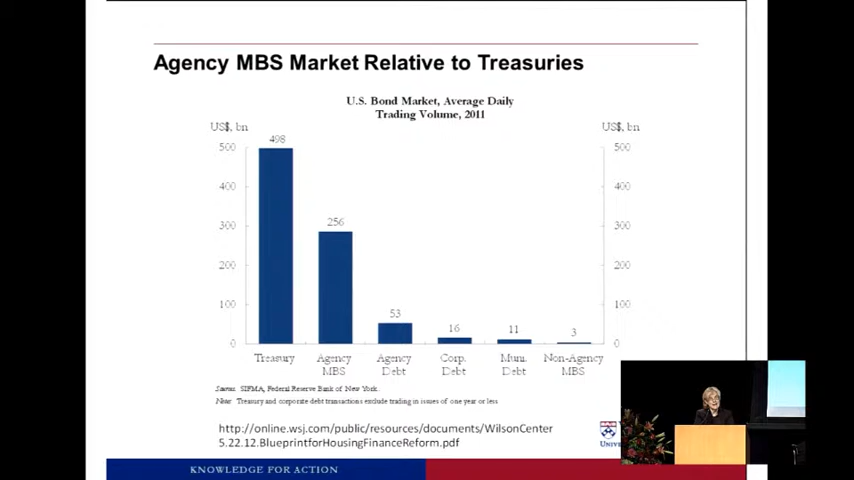 Agency MBS Market Relative to Treasuries
U.S. Bond Market, Average Daily
Trading Volume, 2011
US$, bn
US$, bn
498
500
500
400
400
300
300
256
200
200
100
100
53
16
11
3
0
0
Treasury
Agency
MBS
Agency
Debt
Corp.
Debt
Muni.
Debt
Non-Agency
MBS
Source: SIFMA, Federal Reserve Bank of New York.
Note: Treasury and corporate debt transactions exclude trading in issues of one year or less
http://online.wsj.com/public/resources/documents/WilsonCenter
5.22.12.BlueprintforHousingFinanceReform.pdf
KNOWLEDGE FOR ACTION